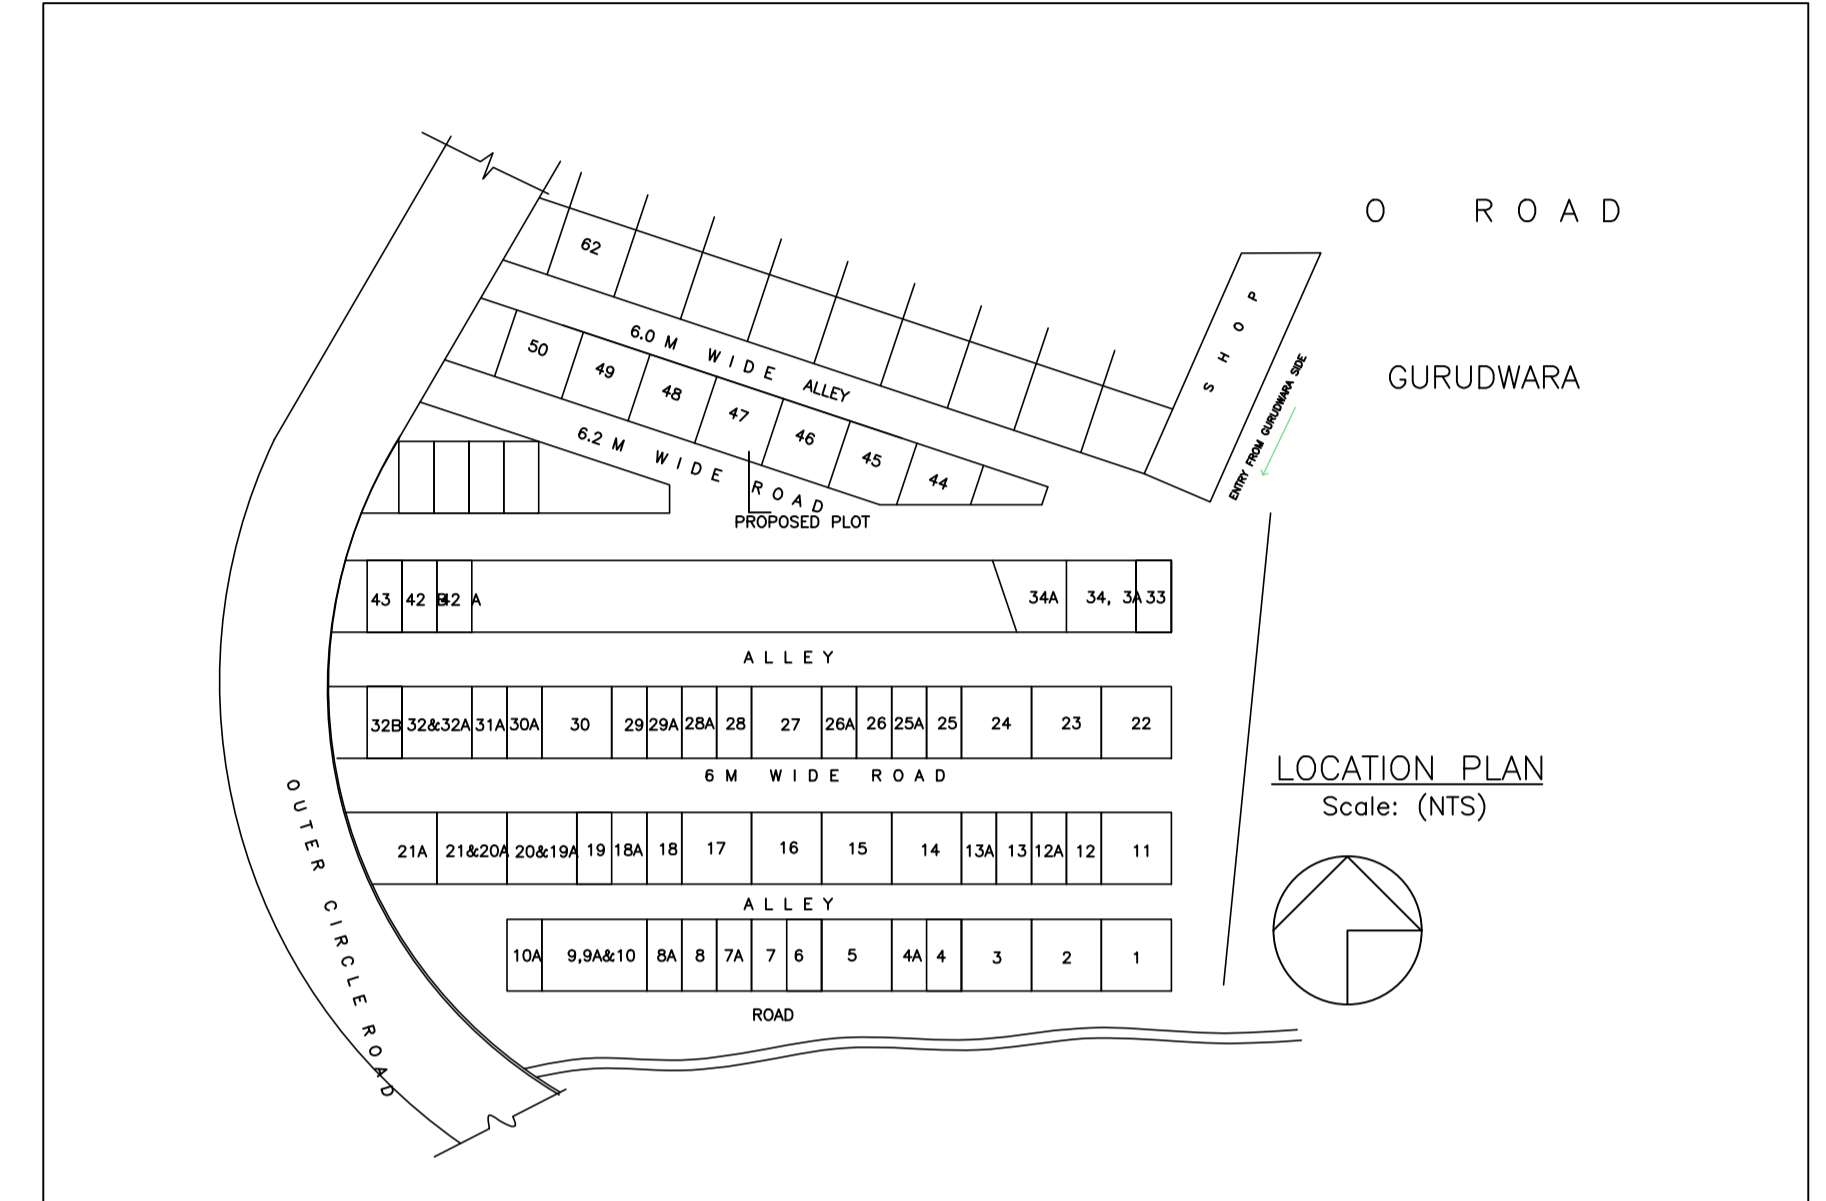 O ROAD
62
SHOP
6.0 M WIDE ALLEY
50
49
48
47
46
45
44
GURUDWARA
ENTRY FROM GURUDWARA SIDE
6.2 M WIDE ROAD
PROPOSED PLOT
43
42 B
42 A
34A
34, 3A
33
ALLEY
32B
32&32A
31A
30A
30
29
29A
28A
28
27
26A
26
25A
25
24
23
22
6 M WIDE ROAD
LOCATION PLAN
Scale: (NTS)
OUTER CIRCLE ROAD
21A
21&20A
20&19A
19
18A
18
17
16
15
14
13A
13
12A
12
11
ALLEY
10A
9,9A&10
8A
8
7A
7
6
5
4A
4
3
2
1
ROAD